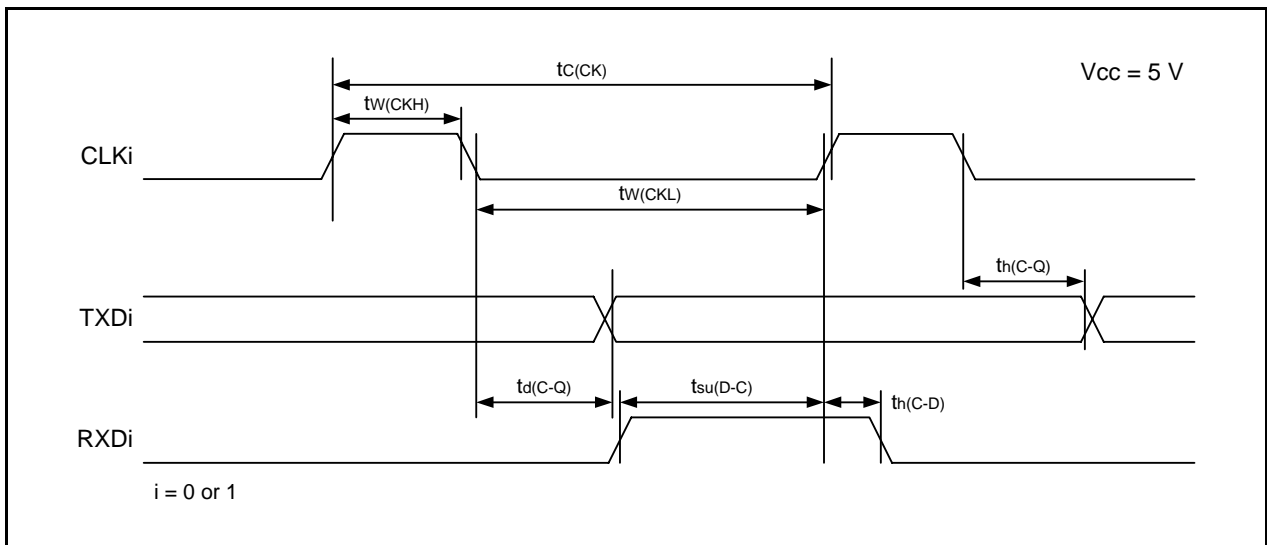 tC(CK)
Vcc = 5 V
tW(CKH)
CLKi
tW(CKL)
th(C-Q)
TXDi
td(C-Q)
tsu(D-C)
th(C-D)
RXDi
i = 0 or 1